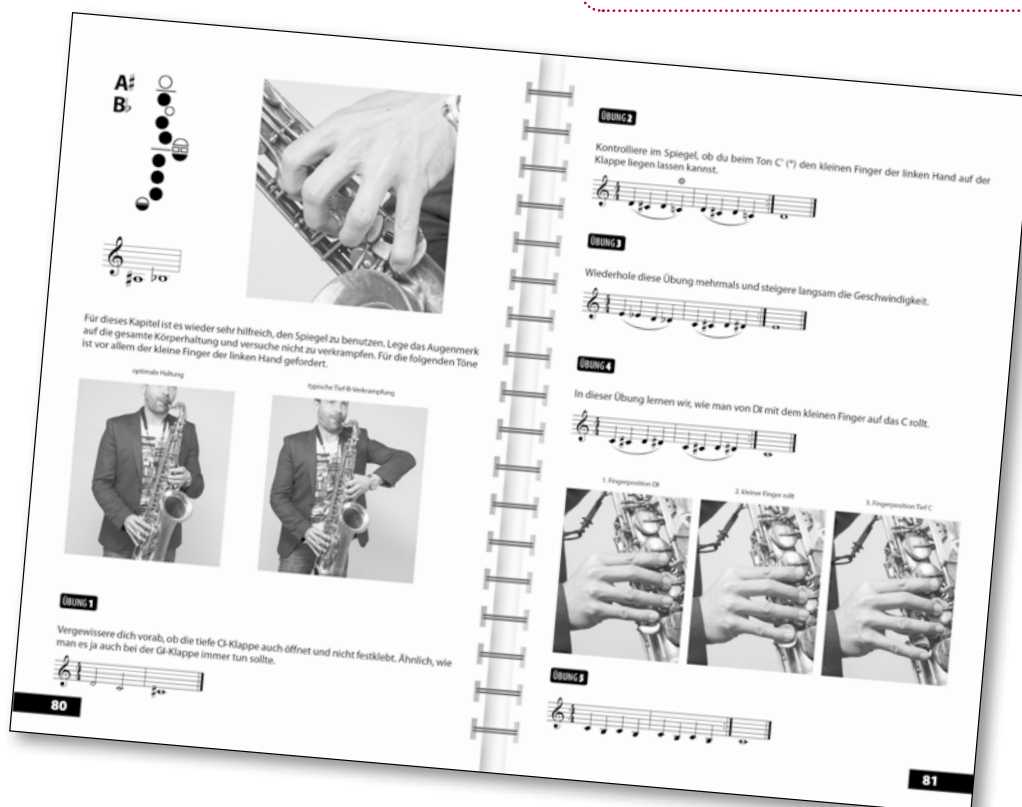 A♯
B♭
Für dieses Kapitel ist es wieder sehr hilfreich, den Spiegel zu benutzen. Lege das Augenmerk
auf die gesamte Körperhaltung und versuche nicht zu verkrampfen. Für die folgenden Töne
ist vor allem der kleine Finger der linken Hand gefordert.
optimale Haltung
typische Tief-B-Verkrampfung
ÜBUNG 1
Vergewissere dich vorab, ob die tiefe C♯-Klappe auch öffnet und nicht festklebt. Ähnlich, wie
man es ja auch bei der G♯-Klappe immer tun sollte.
80
ÜBUNG 2
Kontrolliere im Spiegel, ob du beim Ton C' (*) den kleinen Finger der linken Hand auf der
Klappe liegen lassen kannst.
ÜBUNG 3
Wiederhole diese Übung mehrmals und steigere langsam die Geschwindigkeit.
ÜBUNG 4
In dieser Übung lernen wir, wie man von D♯ mit dem kleinen Finger auf das C rollt.
1. Fingerposition D♯
2. kleiner Finger rollt
3. Fingerposition Tief C
ÜBUNG 5
81